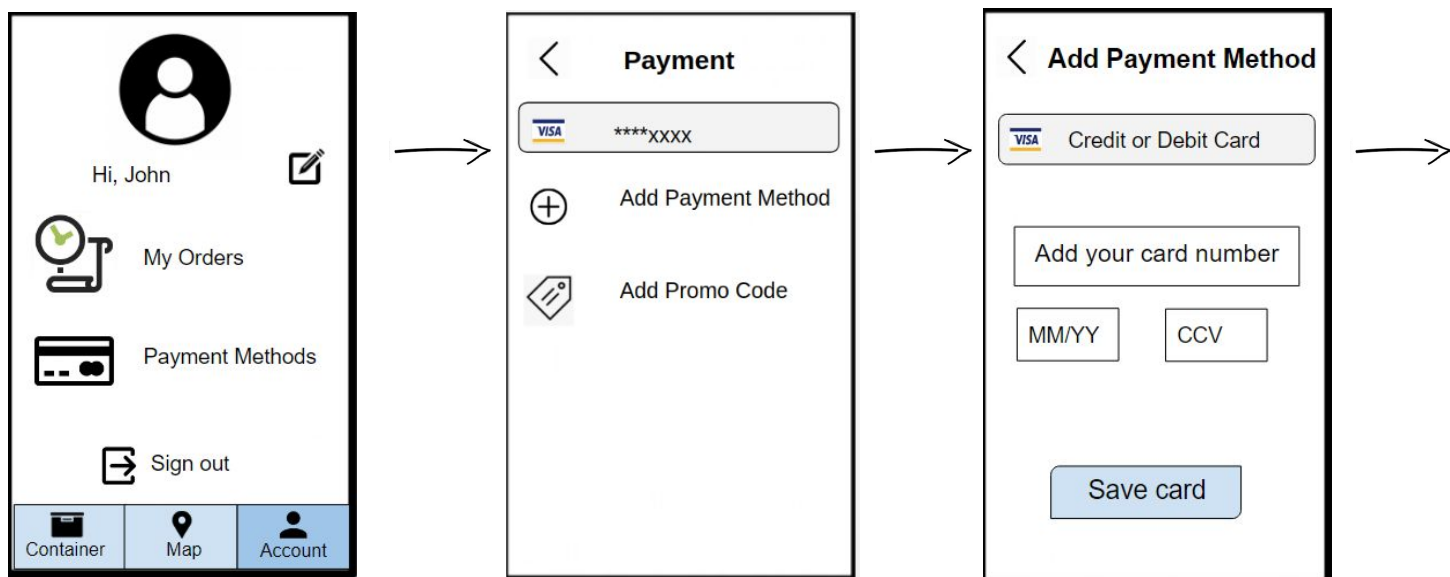 Hi, John
My Orders
Payment Methods
Sign out
Container
Map
Account
Payment
VISA
****xxxx
Add Payment Method
Add Promo Code
Add Payment Method
VISA
Credit or Debit Card
Add your card number
MM/YY
CCV
Save card